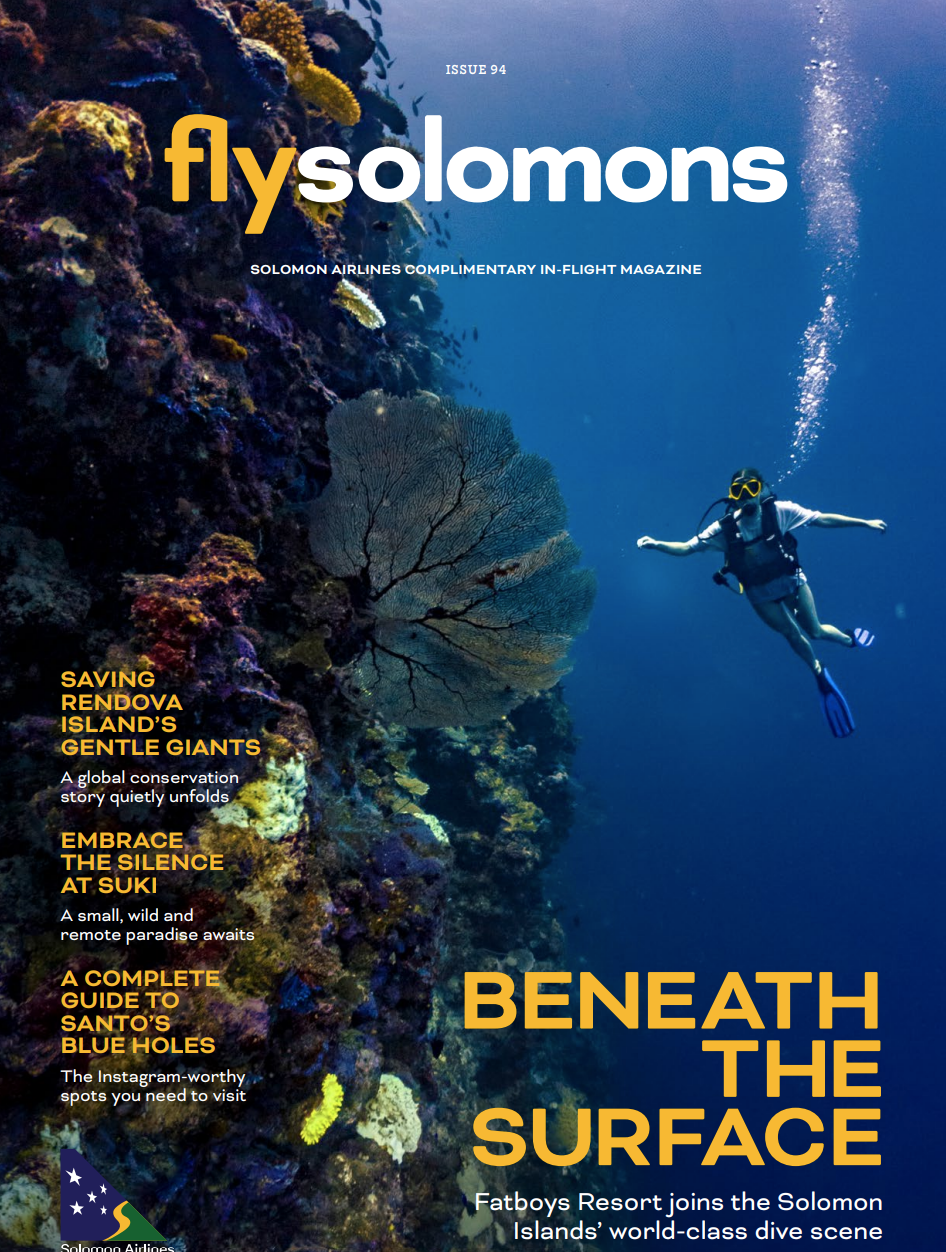 ISSUE 94
flysolomons
SOLOMON AIRLINES COMPLIMENTARY IN-FLIGHT MAGAZINE
SAVING
RENDOVA
ISLAND'S
GENTLE GIANTS
A global conservation
story quietly unfolds
EMBRACE
THE SILENCE
AT SUKI
A small, wild and
remote paradise awaits
A COMPLETE
GUIDE TO
SANTO'S
BLUE HOLES
The Instagram-worthy
spots you need to visit
BENEATH
THE
SURFACE
Fatboys Resort joins the Solomon
Islands' world-class dive scene
Solomon Airlines